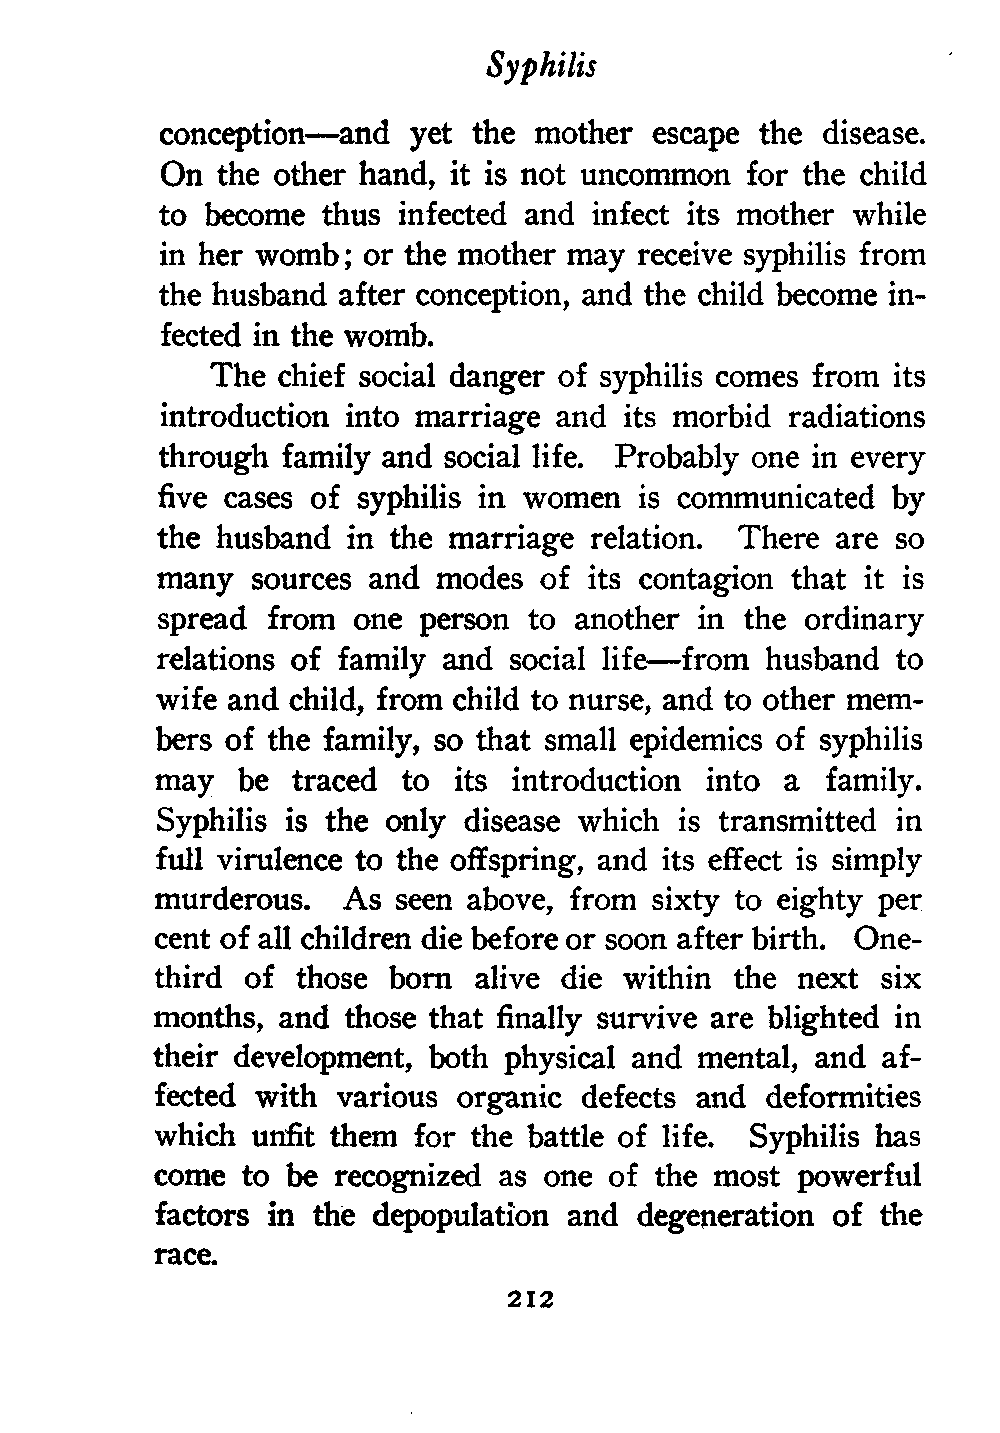 Syphilis
conception—and yet the mother escape the disease.
On the other hand, it is not uncommon for the child
to become thus infected and infect its mother while
in her womb; or the mother may receive syphilis from
the husband after conception, and the child become in-
fected in the womb.
The chief social danger of syphilis comes from its
introduction into marriage and its morbid radiations
through family and social life. Probably one in every
five cases of syphilis in women is communicated by
the husband in the marriage relation. There are so
many sources and modes of its contagion that it is
spread from one person to another in the ordinary
relations of family and social life—from husband to
wife and child, from child to nurse, and to other mem-
bers of the family, so that small epidemics of syphilis
may be traced to its introduction into a family.
Syphilis is the only disease which is transmitted in
full virulence to the offspring, and its effect is simply
murderous. As seen above, from sixty to eighty per
cent of all children die before or soon after birth. One-
third of those born alive die within the next six
months, and those that finally survive are blighted in
their development, both physical and mental, and af-
fected with various organic defects and deformities
which unfit them for the battle of life. Syphilis has
come to be recognized as one of the most powerful
factors in the depopulation and degeneration of the
race.
212